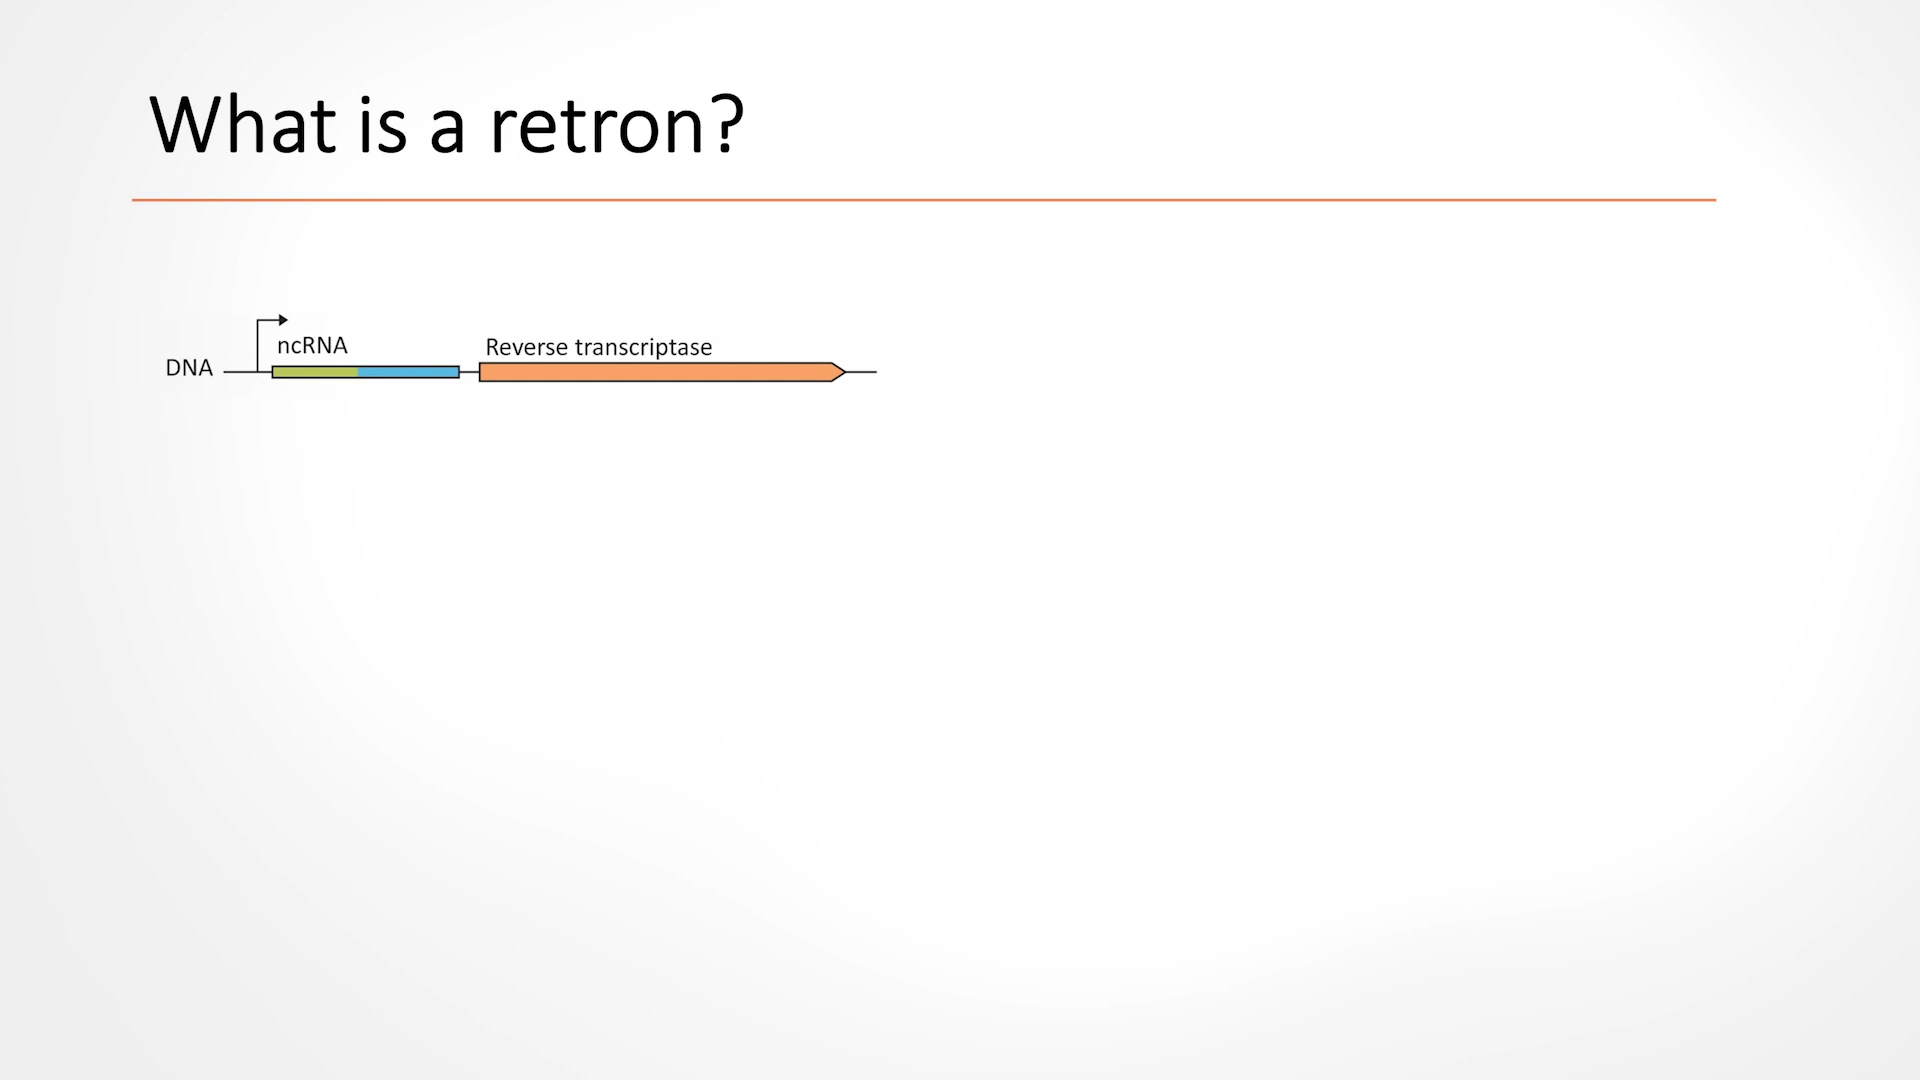 What is a retron?
ncRNA
Reverse transcriptase
DNA